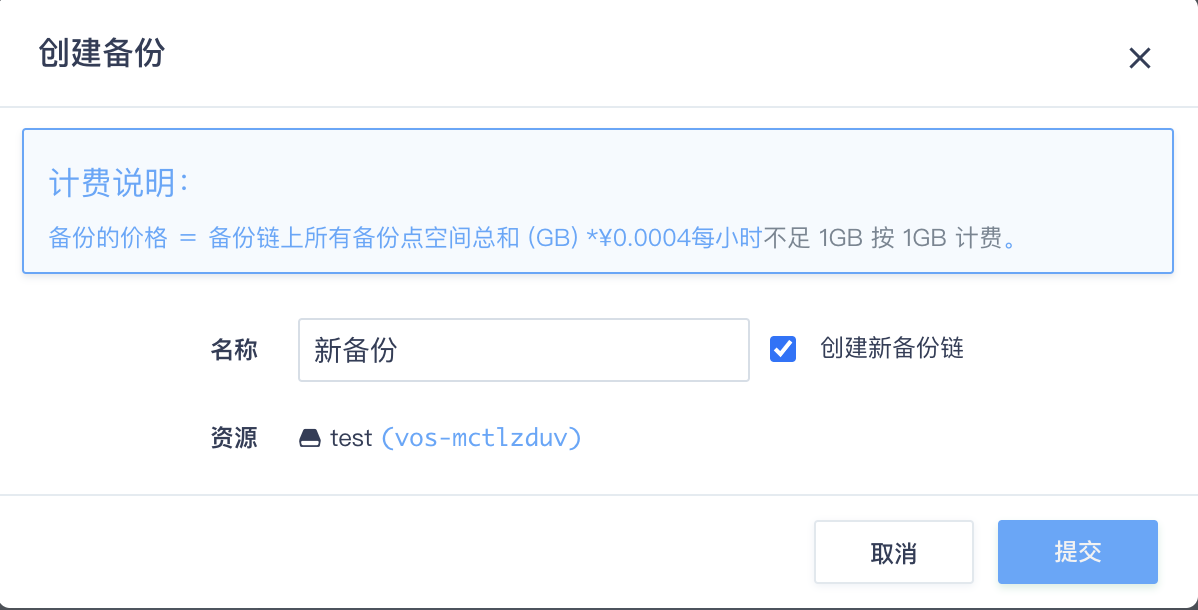 创建备份
计费说明：
备份的价格 = 备份链上所有备份点空间总和 (GB) *¥0.0004每小时不足 1GB 按 1GB 计费。
名称 新备份 创建新备份链
资源 test (vos-mctlzduv)
取消 提交